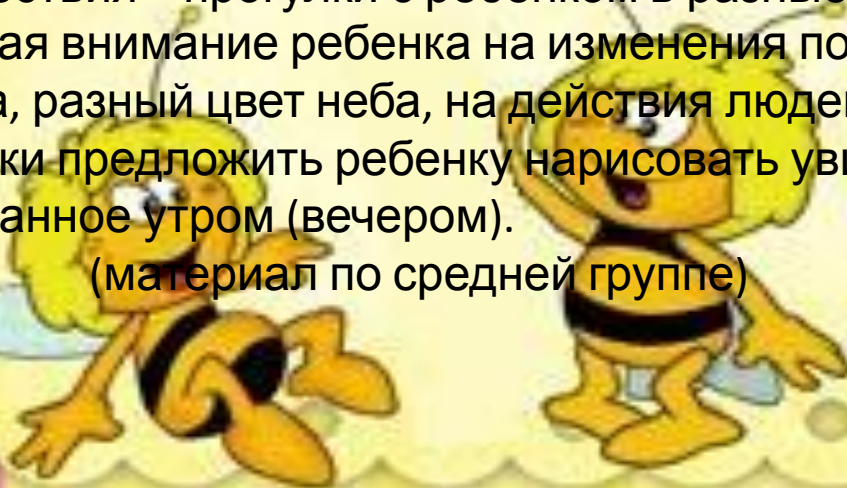 ствия – прогулки с ребенком в разные
ая внимание ребенка на изменения по
а, разный цвет неба, на действия люде
ки предложить ребенку нарисовать уви
анное утром (вечером).
(материал по средней группе)